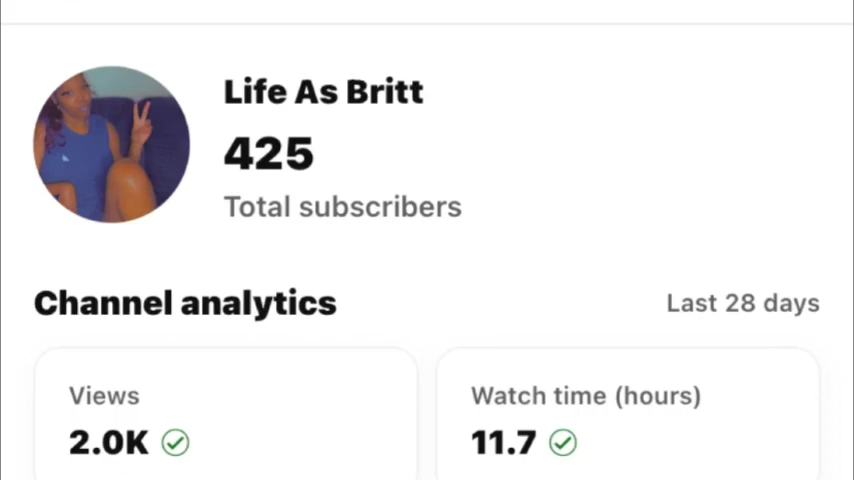 Life As Britt
425
Total subscribers
Channel analytics
Last 28 days
Views
Watch time (hours)
2.0K
11.7